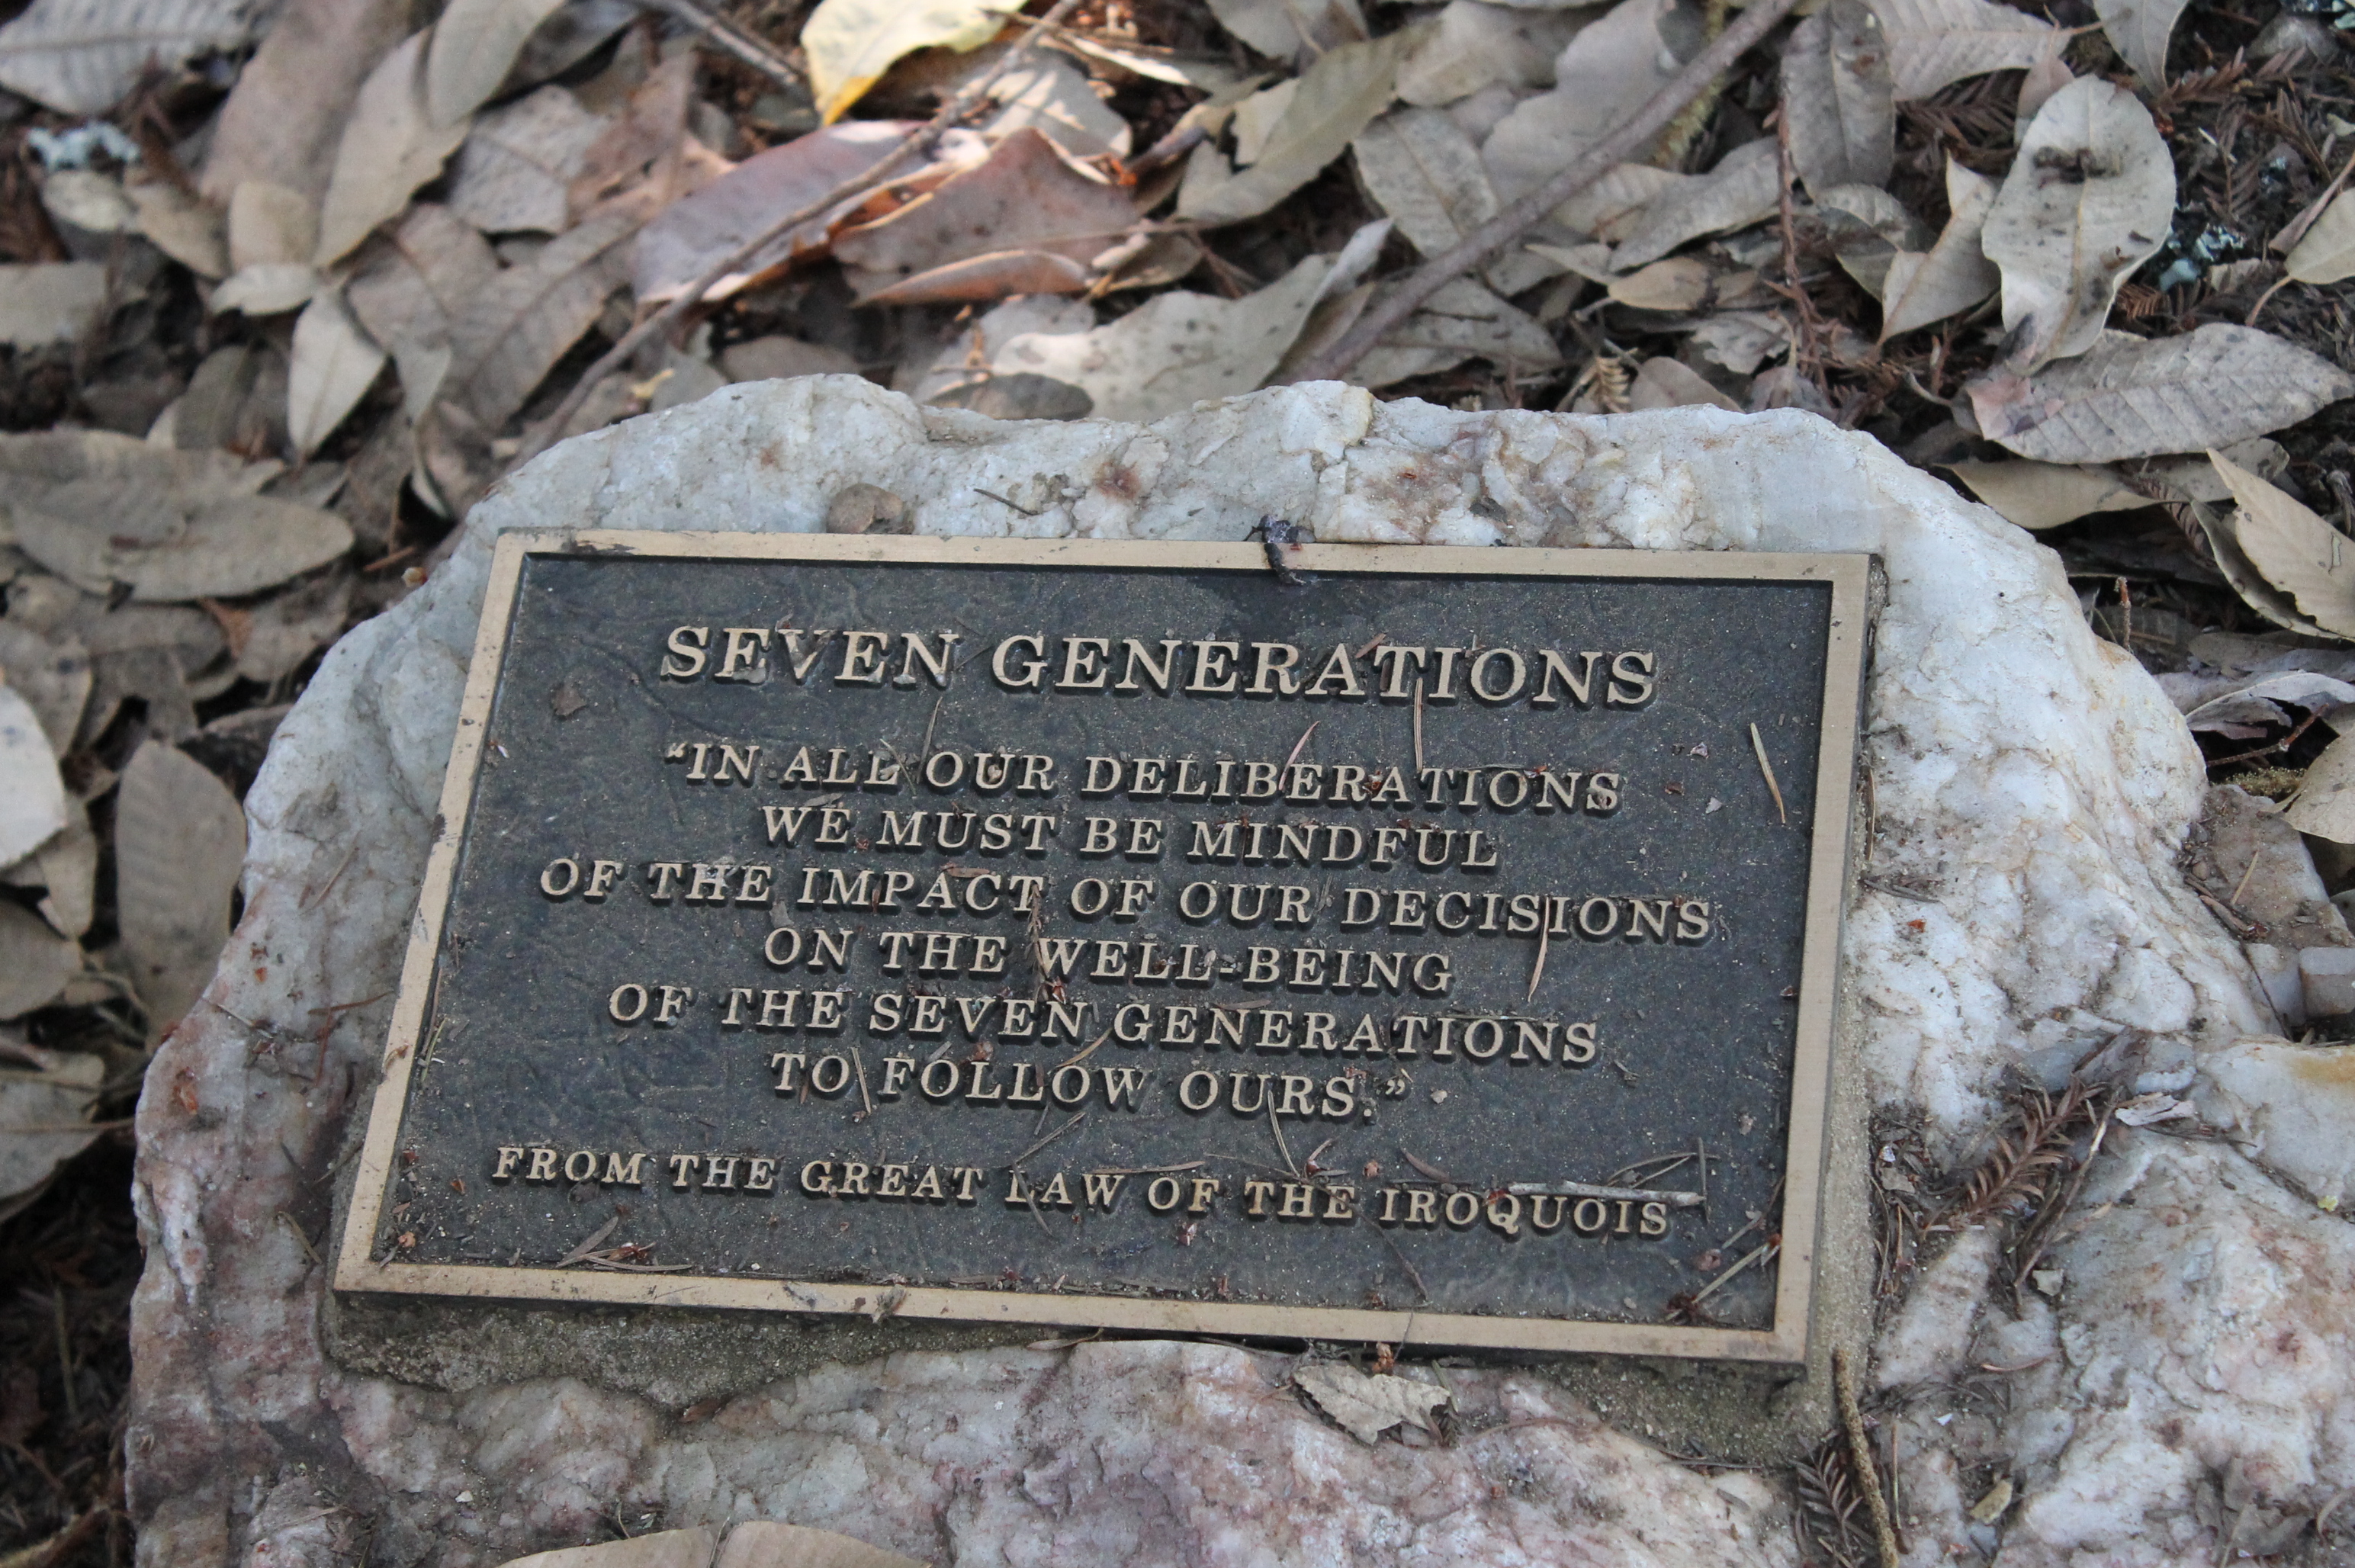 SEVEN GENERATIONS
“IN ALL OUR DELIBERATIONS
WE MUST BE MINDFUL
OF THE IMPACT OF OUR DECISIONS
ON THE WELL-BEING
OF THE SEVEN GENERATIONS
TO FOLLOW OURS.”
FROM THE GREAT LAW OF THE IROQUOIS